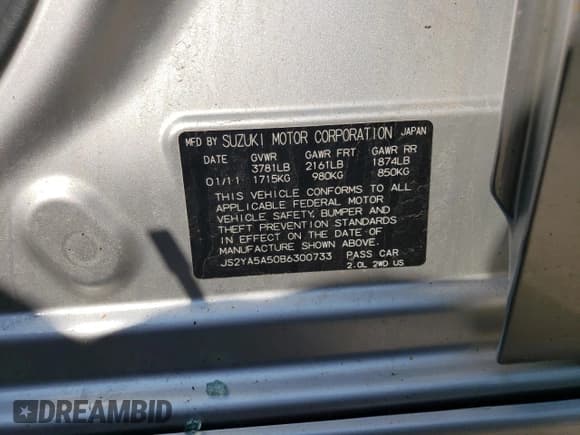 MFD BY SUZUKI MOTOR CORPORATION JAPAN
DATE GVWR GAWR FRT GAWR RR
3781LB 2161LB 1874LB
01/11 1715KG 980KG 850KG
THIS VEHICLE CONFORMS TO ALL
APPLICABLE FEDERAL MOTOR
VEHICLE SAFETY, BUMPER AND
THEFT PREVENTION STANDARDS
IN EFFECT ON THE DATE OF
MANUFACTURE SHOWN ABOVE.
JS2YA5A50B6300733 PASS CAR
2.0L 2WD US
DREAMBID